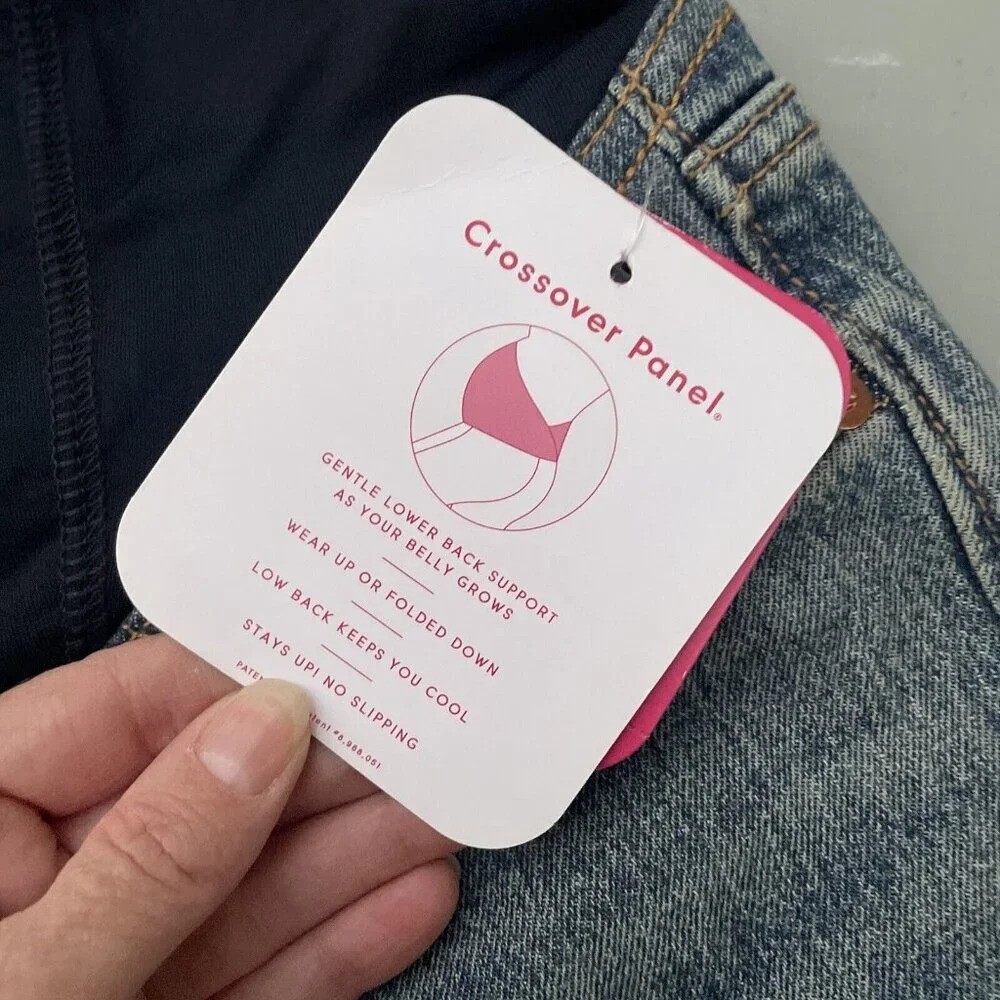 Crossover Panel®
GENTLE LOWER BACK SUPPORT
AS YOUR BELLY GROWS
WEAR UP OR FOLDED DOWN
LOW BACK KEEPS YOU COOL
STAYS UP! NO SLIPPING